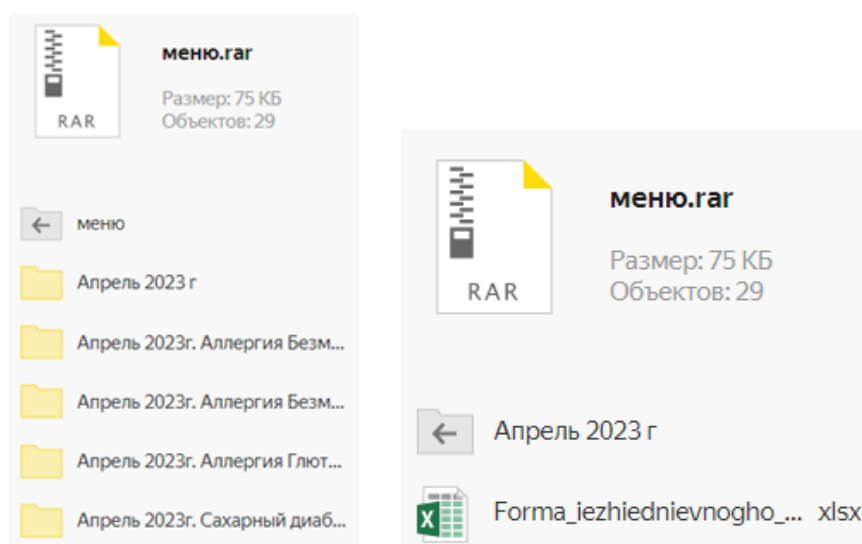 меню.rar
Размер: 75 КБ
Объектов: 29
RAR
меню
Апрель 2023 г
Апрель 2023г. Аллергия Безм...
Апрель 2023г. Аллергия Безм...
Апрель 2023г. Аллергия Глют...
Апрель 2023г. Сахарный диаб...
меню.rar
Размер: 75 КБ
Объектов: 29
RAR
Апрель 2023 г
Forma_iezhiednievnogho_... xlsx